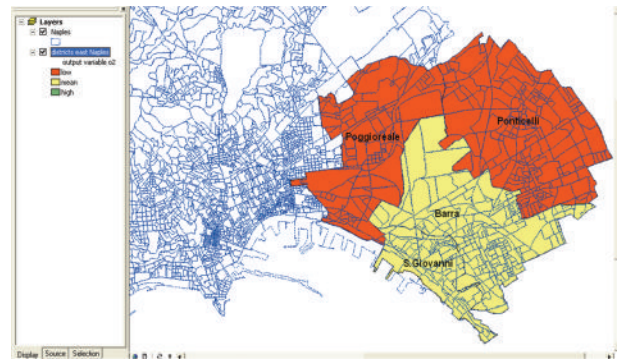 Layers
Naples
districts east Naples
output variable o2
low
mean
high
Poggioreale
Ponticelli
Barra
S.Giovanni
Display Source Selection